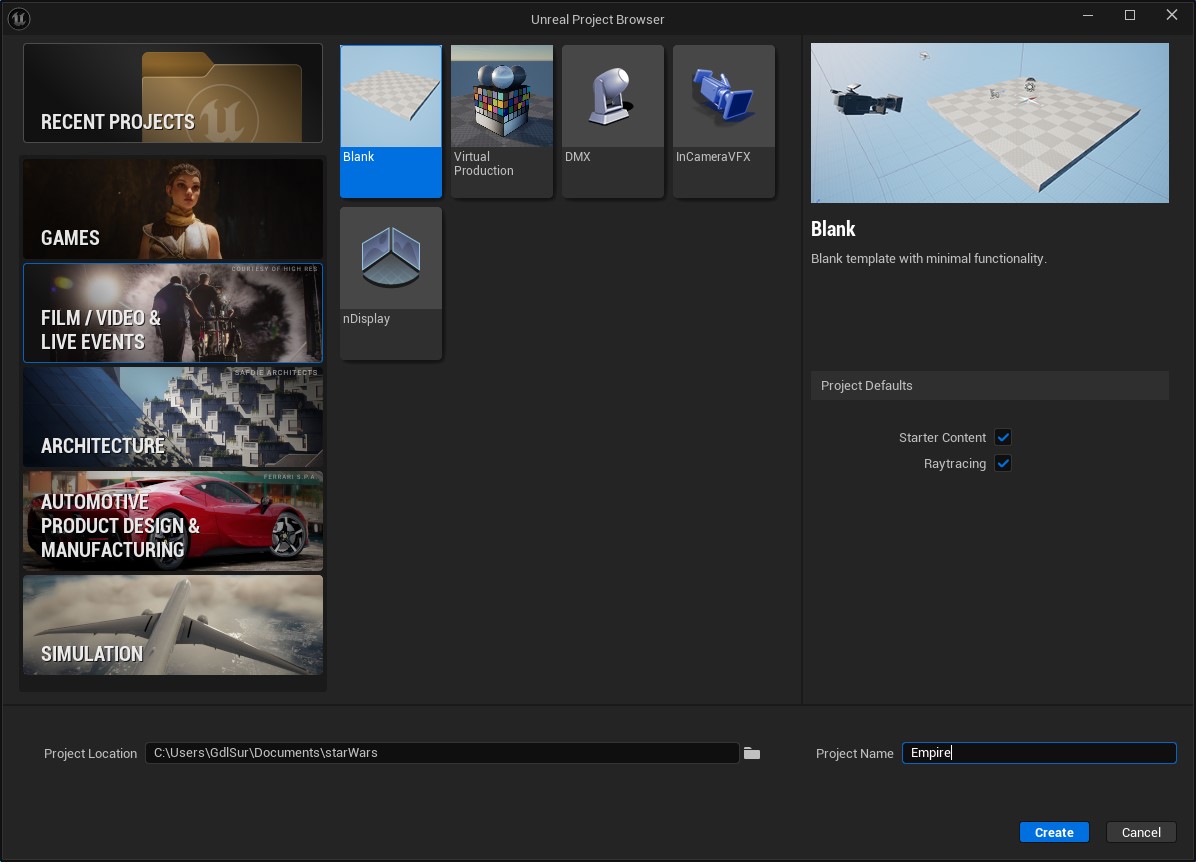 Unreal Project Browser
RECENT PROJECTS
GAMES
COURTESY OF HIGH RES
FILM / VIDEO &
LIVE EVENTS
SAFDIE ARCHITECTS
ARCHITECTURE
FERRARI S.P.A.
AUTOMOTIVE
PRODUCT DESIGN &
MANUFACTURING
SIMULATION
Blank
Virtual
Production
DMX
InCameraVFX
nDisplay
Blank
Blank template with minimal functionality.
Project Defaults
Starter Content
Raytracing
Project Location
C:\Users\GdlSur\Documents\starWars
Project Name
Empire
Create
Cancel